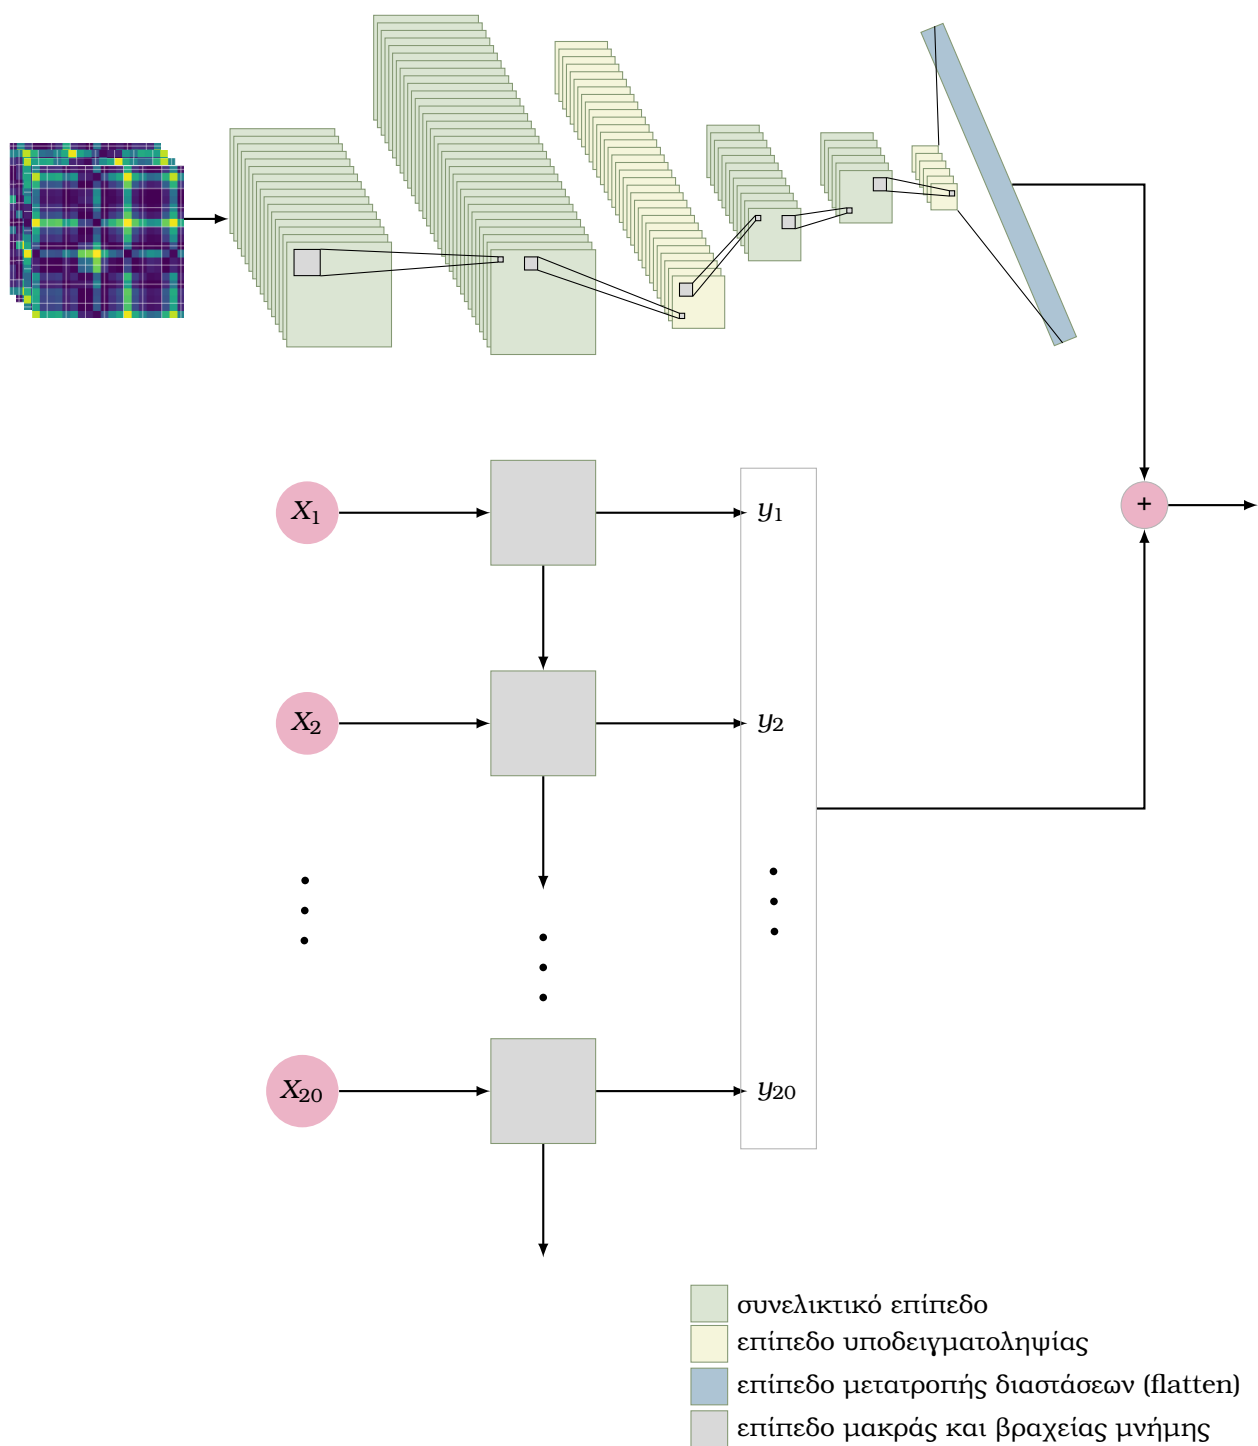 X1
y1
+
X2
y2
X20
y20
συνελικτικό επίπεδο
επίπεδο υποδειγματοληψίας
επίπεδο μετατροπής διαστάσεων (flatten)
επίπεδο μακράς και βραχείας μνήμης